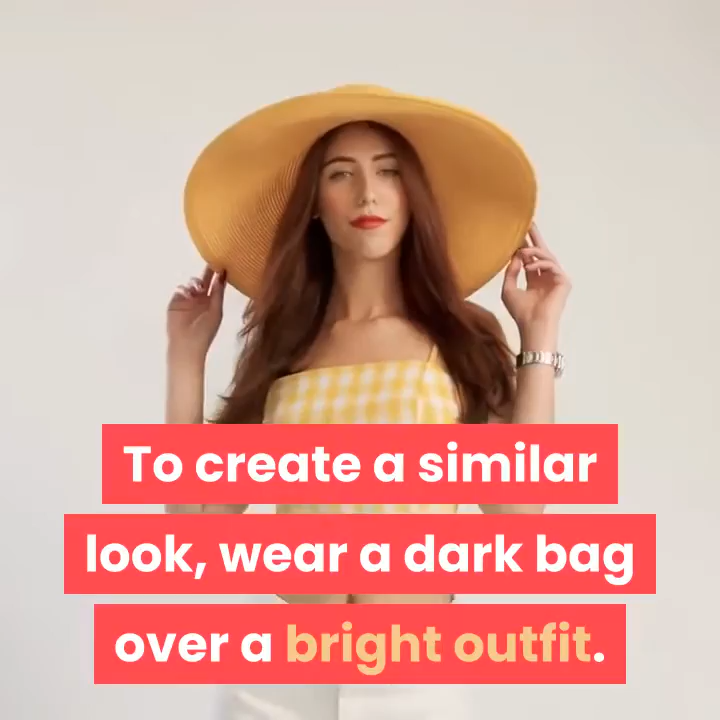 To create a similar
look, wear a dark bag
over a bright outfit.